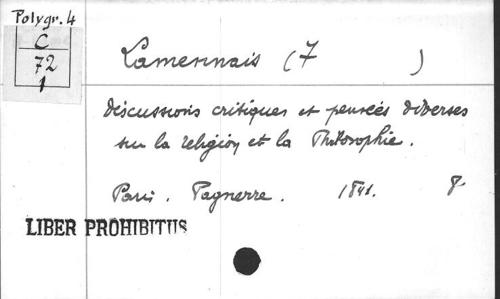 Polygr. 4
C
72
1
Lamennais (F )
Discussions critiques et pensées diverses
sur la religion et la Philosophie.
Paris. Pagnerre. 1841. 8°
LIBER PROHIBITUS